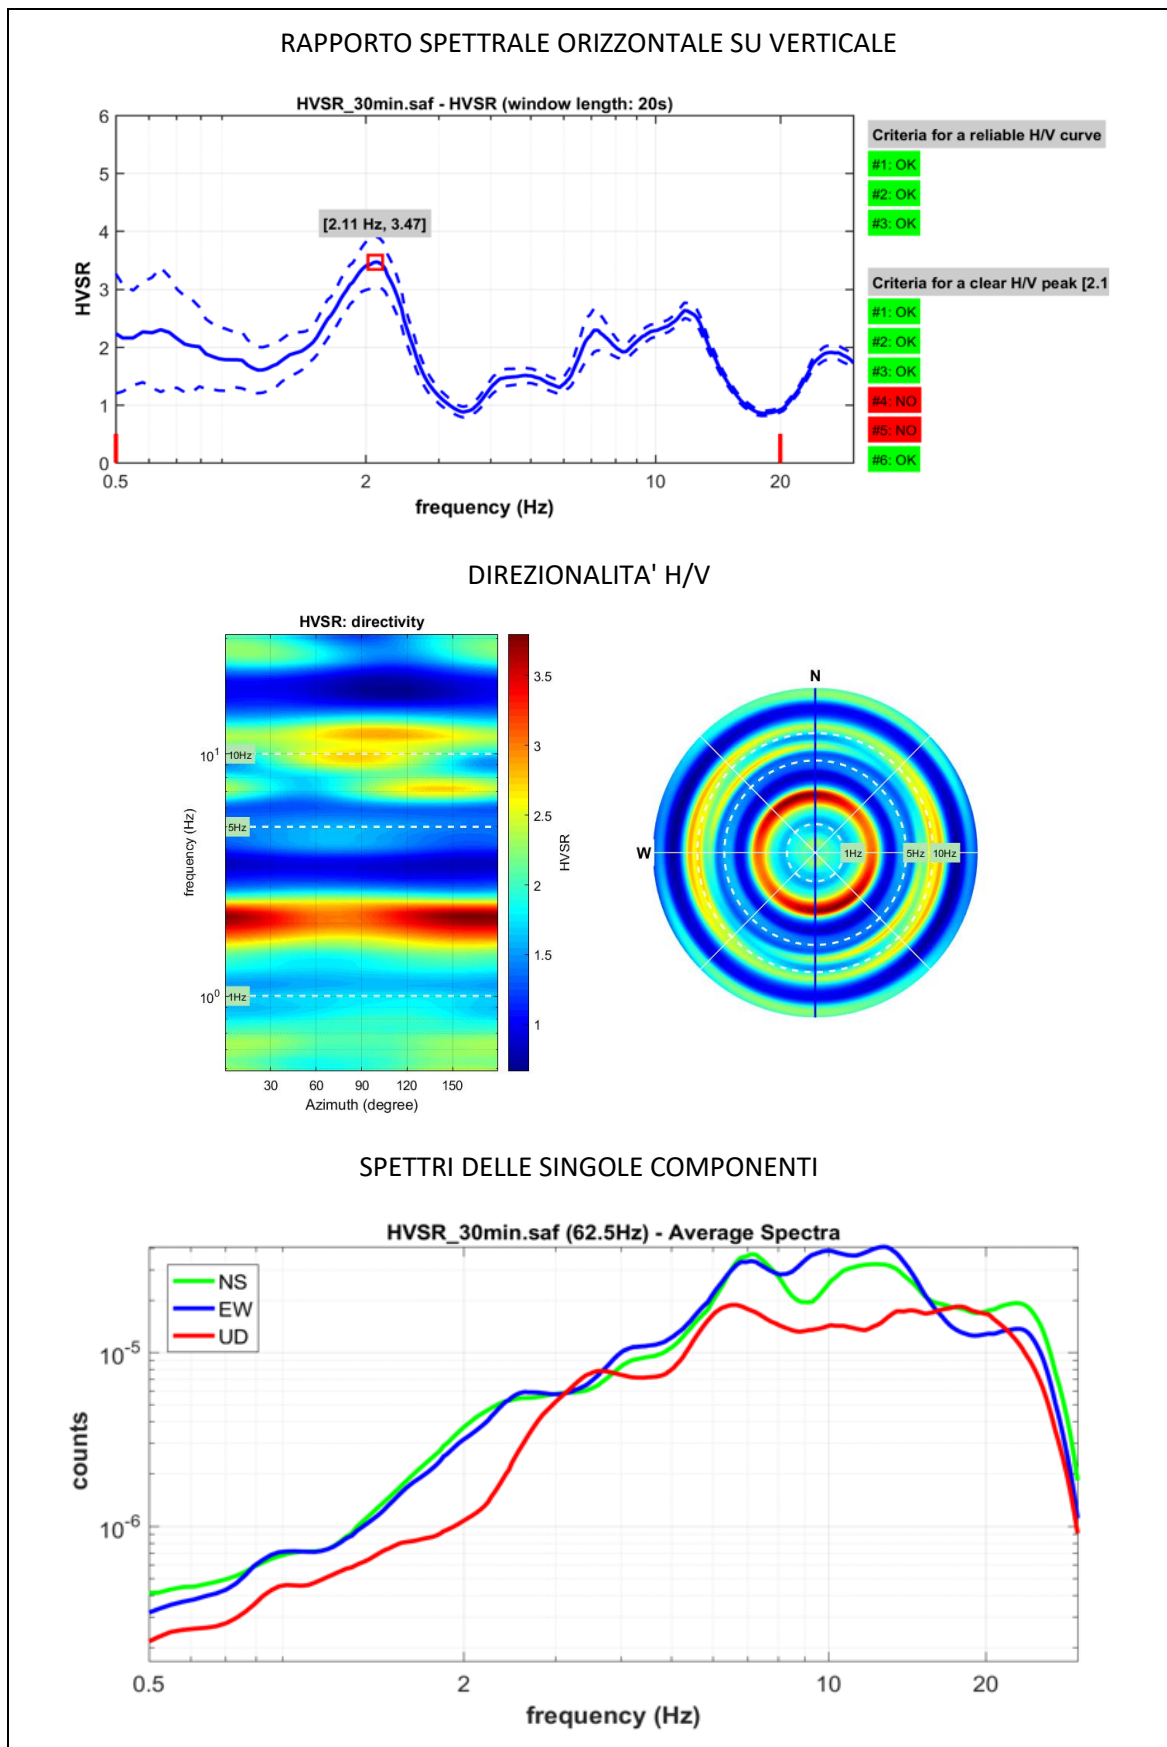 RAPPORTO SPETTRALE ORIZZONTALE SU VERTICALE
HVSR_30min.saf - HVSR (window length: 20s)
6
5
4
3
2
1
0
HVSR
[2.11 Hz, 3.47]
0.5
2
10
20
frequency (Hz)
Criteria for a reliable H/V curve
#1: OK
#2: OK
#3: OK
Criteria for a clear H/V peak [2.1
#1: OK
#2: OK
#3: OK
#4: NO
#5: NO
#6: OK
DIREZIONALITA' H/V
HVSR: directivity
frequency (Hz)
10¹
10⁰
10Hz
5Hz
1Hz
30
60
90
120
150
Azimuth (degree)
3.5
3
2.5
2
1.5
1
HVSR
N
W
1Hz
5Hz
10Hz
SPETTRI DELLE SINGOLE COMPONENTI
HVSR_30min.saf (62.5Hz) - Average Spectra
NS
EW
UD
10⁻⁵
10⁻⁶
counts
0.5
2
10
20
frequency (Hz)